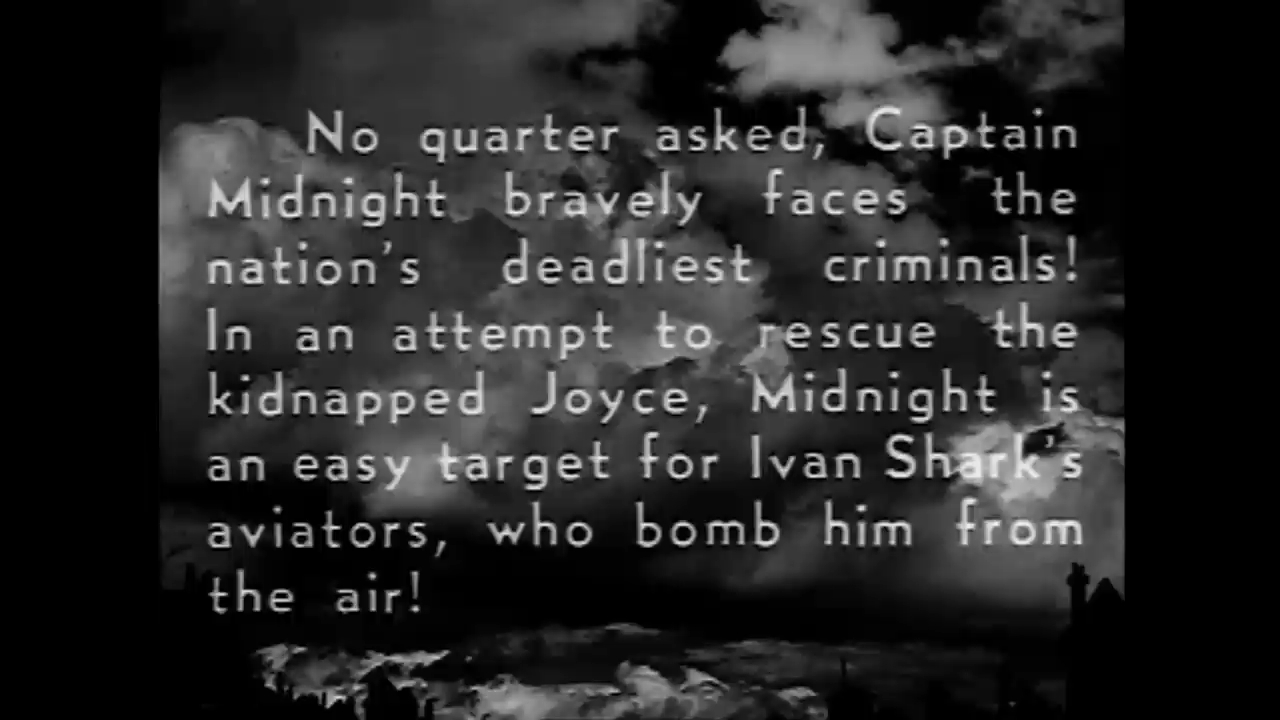 No quarter asked, Captain
Midnight bravely faces the
nation's deadliest criminals!
In an attempt to rescue the
kidnapped Joyce, Midnight is
an easy target for Ivan Shark's
aviators, who bomb him from
the air!